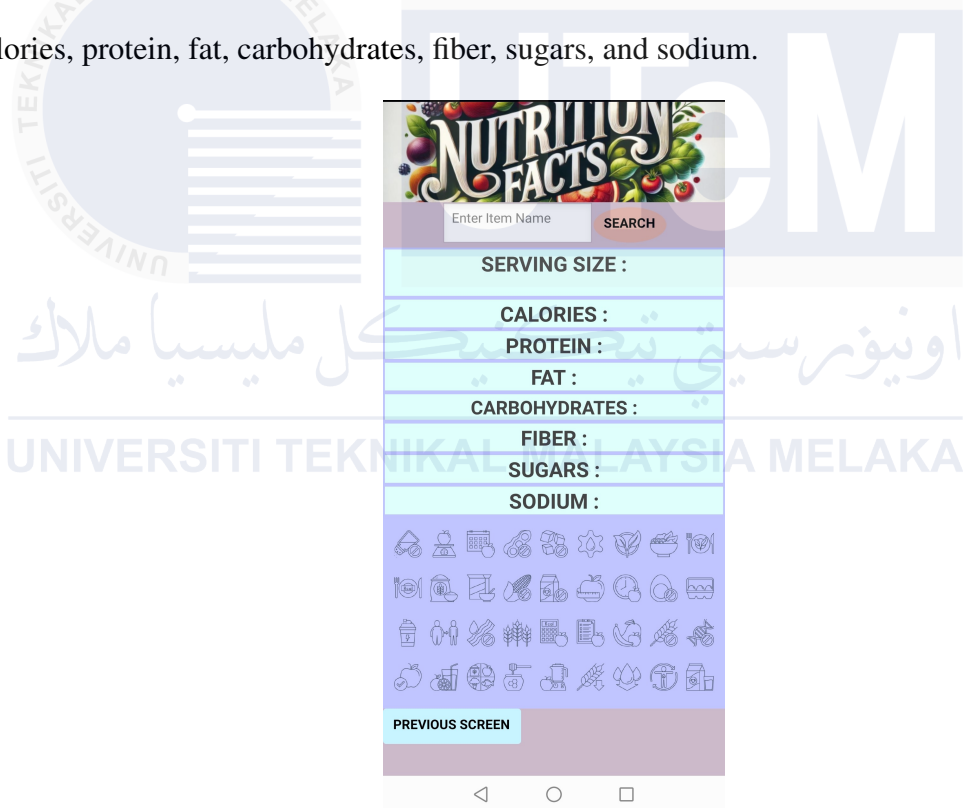 lories, protein, fat, carbohydrates, fiber, sugars, and sodium.
NUTRITION
FACTS
Enter Item Name
SEARCH
SERVING SIZE :
CALORIES :
PROTEIN :
FAT :
CARBOHYDRATES :
FIBER :
SUGARS :
SODIUM :
PREVIOUS SCREEN
UTeM
اونيورسيتي تيكنيكل مليسيا ملاك
UNIVERSITI TEKNIKAL MALAYSIA MELAKA